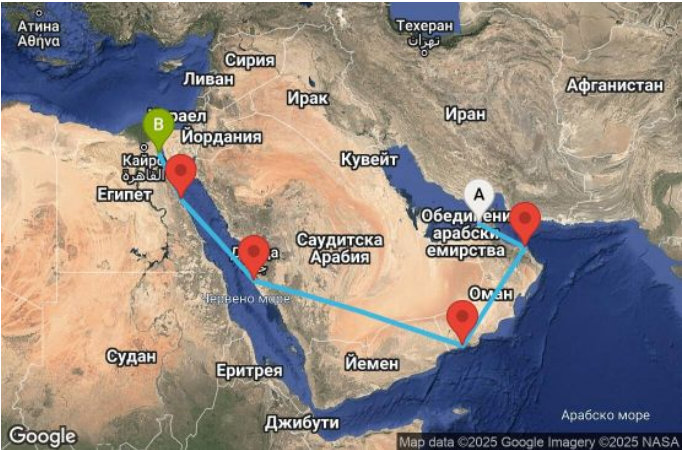 Атина
Αθήνα
Техеран
تهران
Сирия
Ливан
Афганистан
Ирак
Иран
B
Йордания
Кувейт
Кайро
القاهرة
Египет
A
арабски
емирства
Саудитска
Арабия
Оман
Червено море
Судан
Еритрея
Йемен
Джибути
Арабско море
Google
Map data ©2025 Google Imagery ©2025 NASA